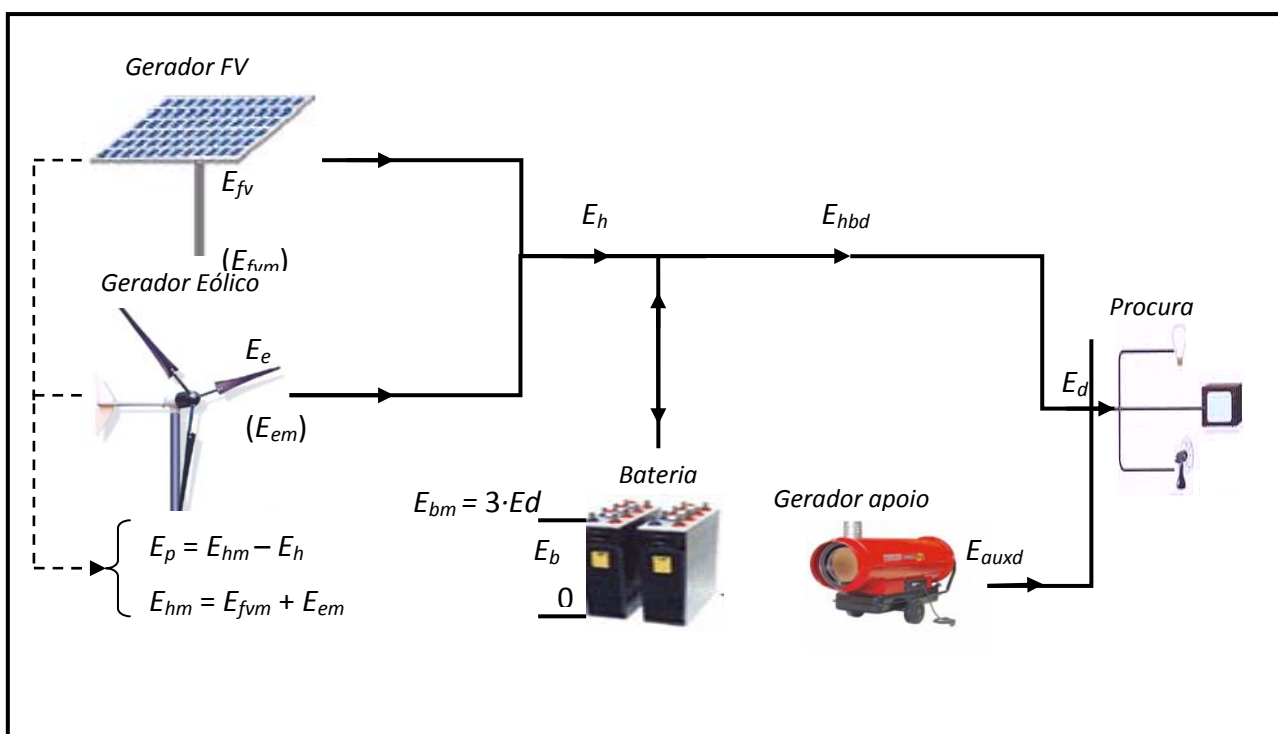 Gerador FV
E_fv
(E_fvm)
Gerador Eólico
E_e
(E_em)
E_h
E_hbd
Procura
E_d
Bateria
E_bm = 3·Ed
E_b
0
Gerador apoio
E_auxd
E_p = E_hm – E_h
E_hm = E_fvm + E_em